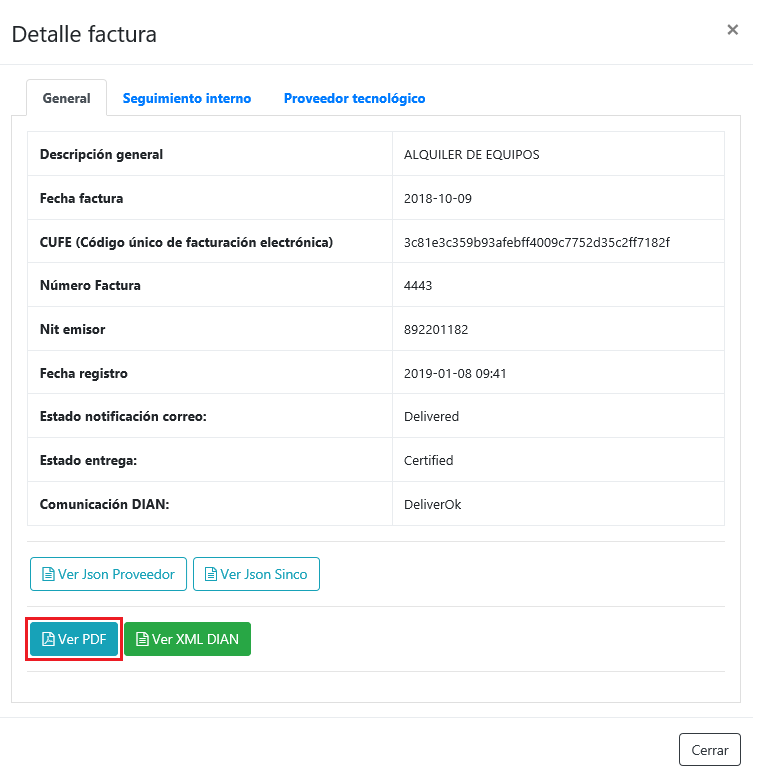 Detalle factura
×
General Seguimiento interno Proveedor tecnológico
Descripción general ALQUILER DE EQUIPOS
Fecha factura 2018-10-09
CUFE (Código único de facturación electrónica) 3c81e3c359b93afebff4009c7752d35c2ff7182f
Número Factura 4443
Nit emisor 892201182
Fecha registro 2019-01-08 09:41
Estado notificación correo: Delivered
Estado entrega: Certified
Comunicación DIAN: DeliverOk
Ver Json Proveedor Ver Json Sinco
Ver PDF Ver XML DIAN
Cerrar